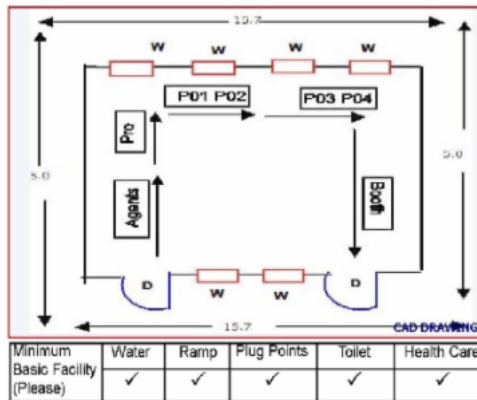 15.7
W W W W
P01 P02 P03 P04
Pro
5.0
5.0
Agents
Booth
D W W D
15.7
CAD DRAWING
Minimum Basic Facility (Please) Water Ramp Plug Points Toilet Health Care
✓ ✓ ✓ ✓ ✓